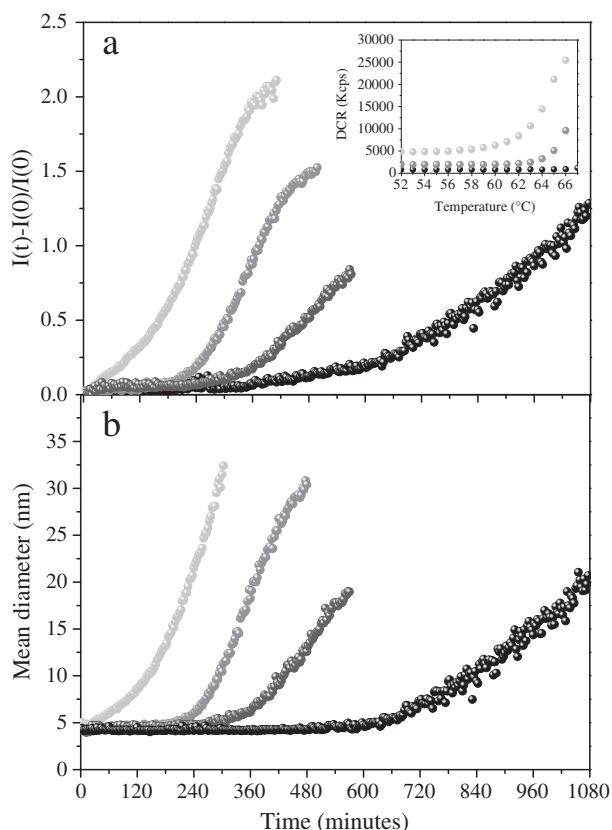 a
2.5
2.0
1.5
1.0
0.5
0.0
I(t)-I(0)/I(0)
30000
25000
20000
15000
10000
5000
0
DCR (Kcps)
52 54 56 58 60 62 64 66
Temperature (°C)
b
35
30
25
20
15
10
5
0
Mean diameter (nm)
0 120 240 360 480 600 720 840 960 1080
Time (minutes)